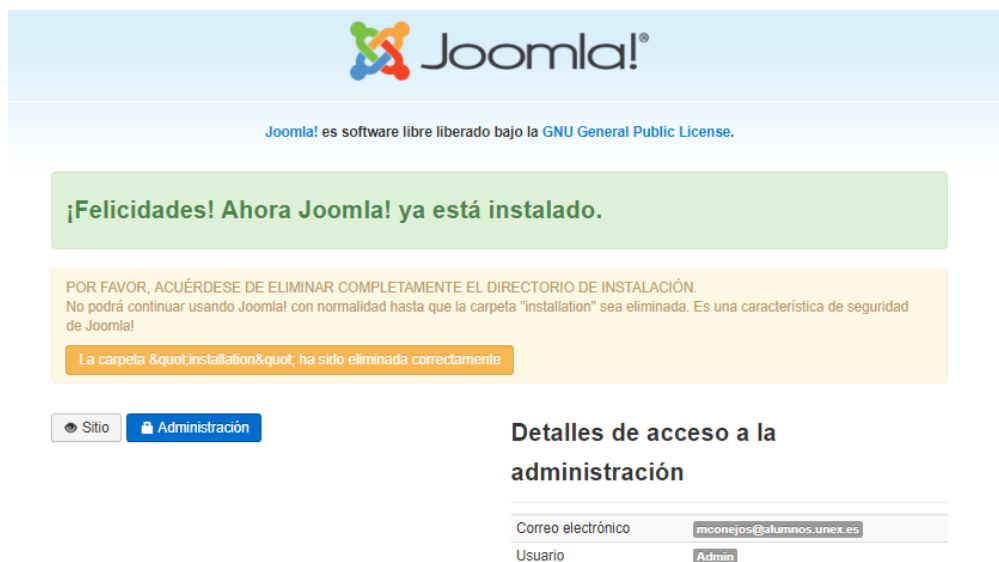 Joomla!®
Joomla! es software libre liberado bajo la GNU General Public License.
¡Felicidades! Ahora Joomla! ya está instalado.
POR FAVOR, ACUÉRDESE DE ELIMINAR COMPLETAMENTE EL DIRECTORIO DE INSTALACIÓN.
No podrá continuar usando Joomla! con normalidad hasta que la carpeta "installation" sea eliminada. Es una característica de seguridad
de Joomla!
La carpeta &quot;installation&quot; ha sido eliminada correctamente
Sitio
Administración
Detalles de acceso a la
administración
Correo electrónico mconejos@alumnos.unex.es
Usuario Admin